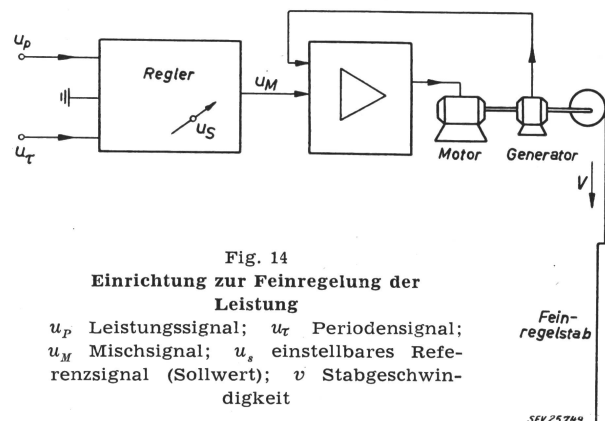 u_p
Regler
u_M
u_S
u_τ
Motor
Generator
V
Fein-
regelstab
Fig. 14
Einrichtung zur Feinregelung der
Leistung
u_P Leistungssignal; u_τ Periodensignal;
u_M Mischsignal; u_s einstellbares Refe-
renzsignal (Sollwert); v Stabgeschwin-
digkeit
SEV 25749